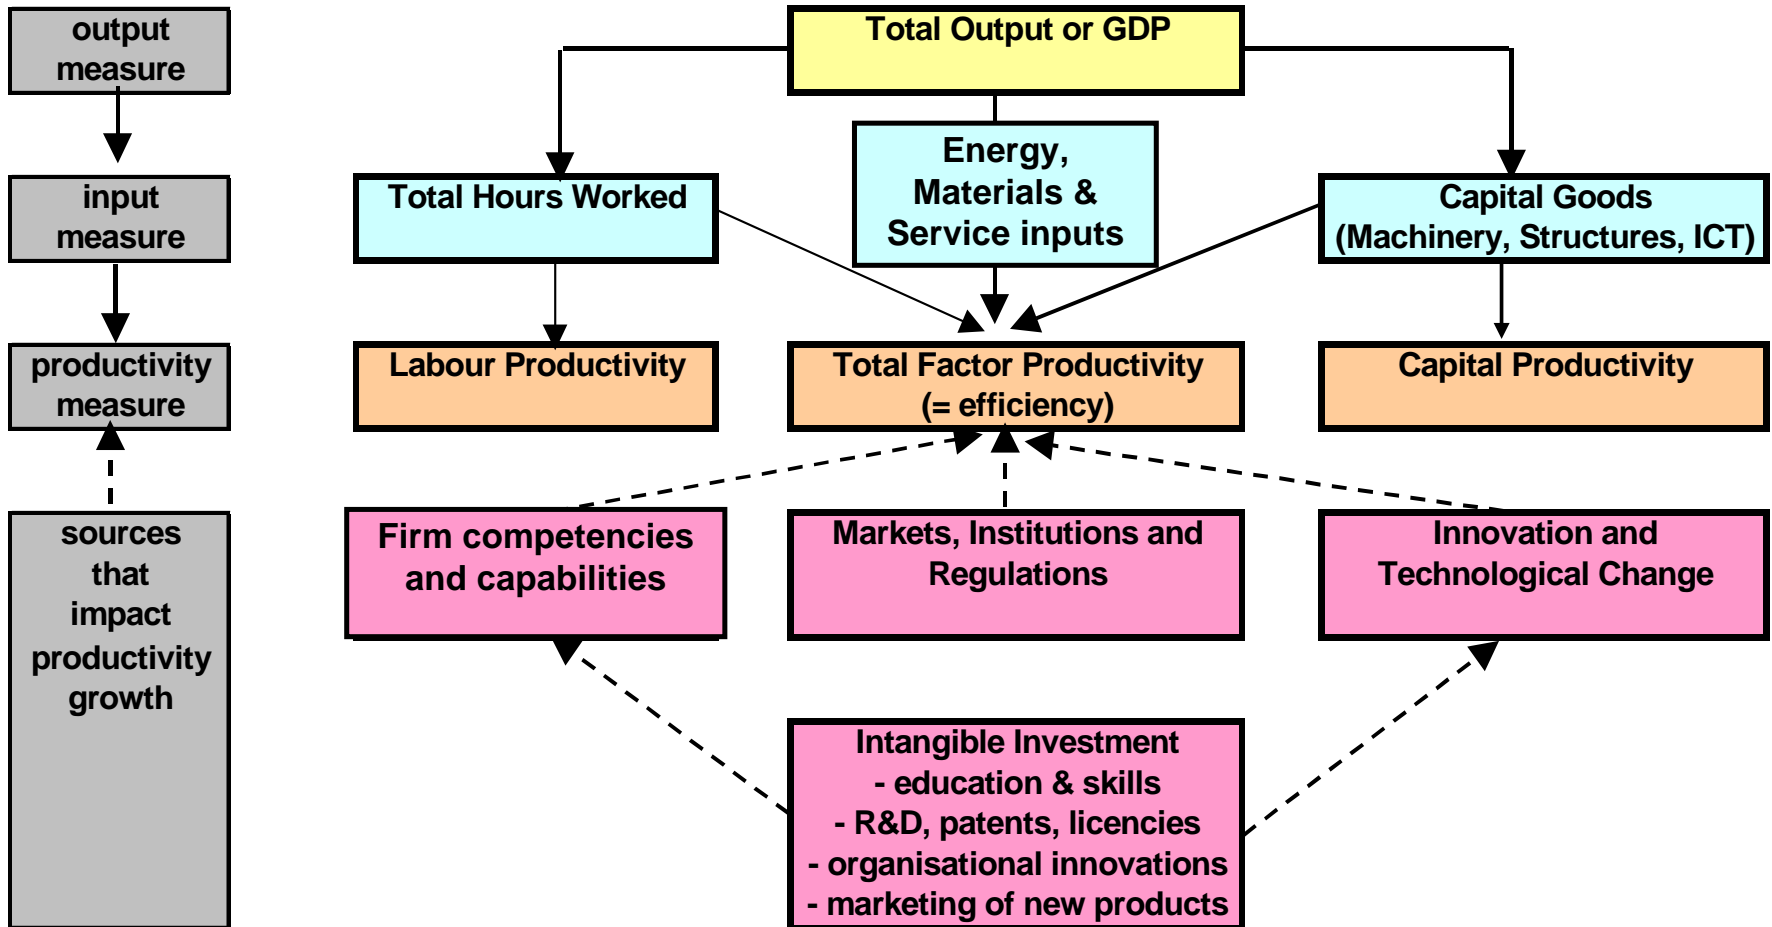 output
measure
Total Output or GDP
input
measure
Total Hours Worked
Energy,
Materials &
Service inputs
Capital Goods
(Machinery, Structures, ICT)
productivity
measure
Labour Productivity
Total Factor Productivity
(= efficiency)
Capital Productivity
sources
that
impact
productivity
growth
Firm competencies
and capabilities
Markets, Institutions and
Regulations
Innovation and
Technological Change
Intangible Investment
- education & skills
- R&D, patents, licencies
- organisational innovations
- marketing of new products